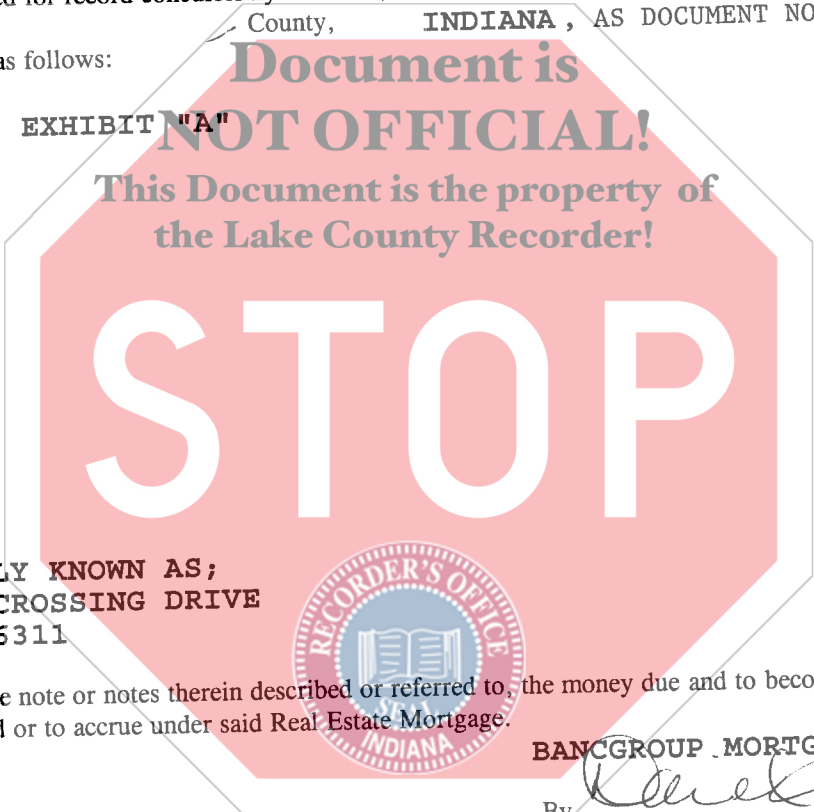 for record
County, INDIANA, AS DOCUMENT NO
as follows:
Document is
EXHIBIT "A"
NOT OFFICIAL!
This Document is the property of
the Lake County Recorder!
STOP
LY KNOWN AS;
CROSSING DRIVE
6311
RECORDER'S OFFICE
SEAL
INDIANA
e note or notes therein described or referred to, the money due and to beco
d or to accrue under said Real Estate Mortgage.
BANCGROUP MORTG
By